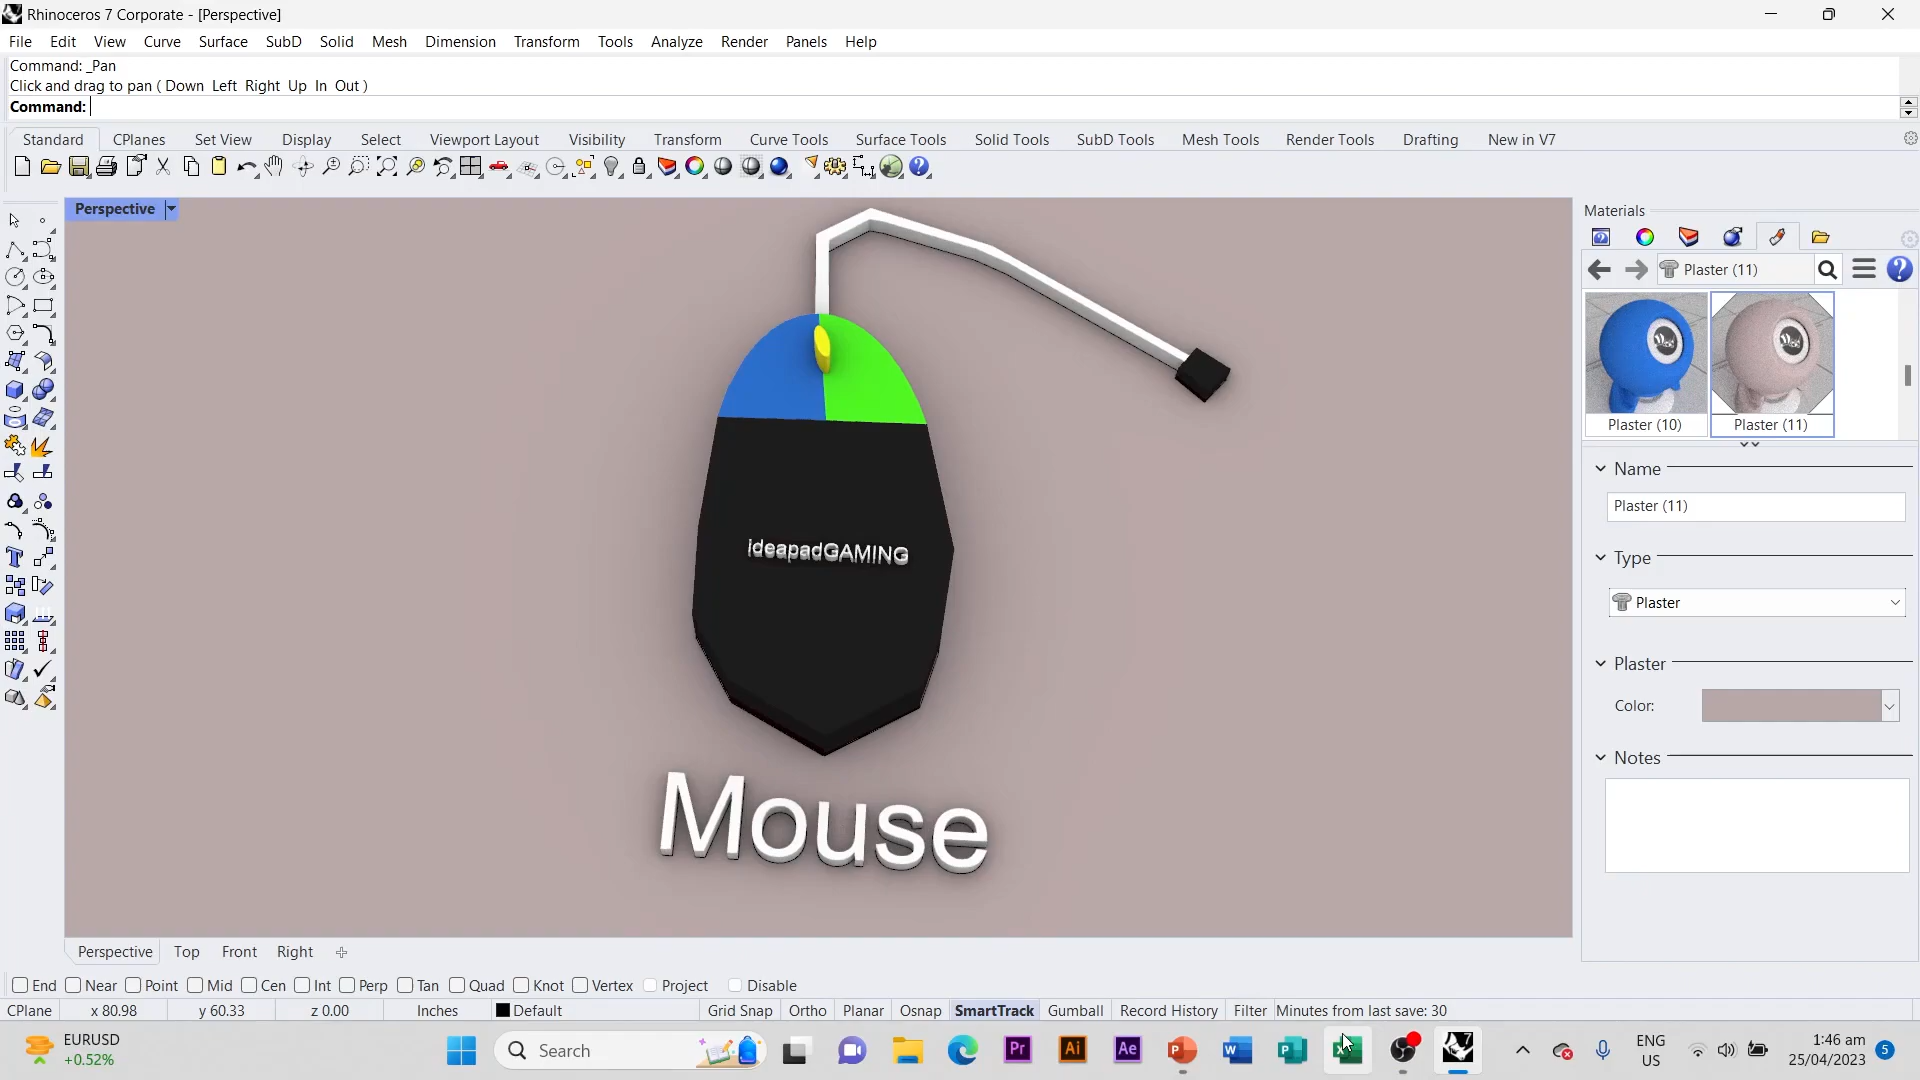 Rhinoceros 7 Corporate - [Perspective]
File Edit View Curve Surface SubD Solid Mesh Dimension Transform Tools Analyze Render Panels Help
Command: _Pan
Click and drag to pan ( Down Left Right Up In Out )
Command:
Standard CPlanes Set View Display Select Viewport Layout Visibility Transform Curve Tools Surface Tools Solid Tools SubD Tools Mesh Tools Render Tools Drafting New in V7
Perspective
Materials
Plaster (11)
Plaster (10) Plaster (11)
Name
Plaster (11)
Type
Plaster
Plaster
Color:
Notes
ideapadGAMING
Mouse
Perspective Top Front Right
End Near Point Mid Cen Int Perp Tan Quad Knot Vertex Project Disable
CPlane x 80.98 y 60.33 z 0.00 Inches Default Grid Snap Ortho Planar Osnap SmartTrack Gumball Record History Filter Minutes from last save: 30
EURUSD
+0.52%
Search
Pr Ai Ae P W P X
ENG
US
1:46 am
25/04/2023
5